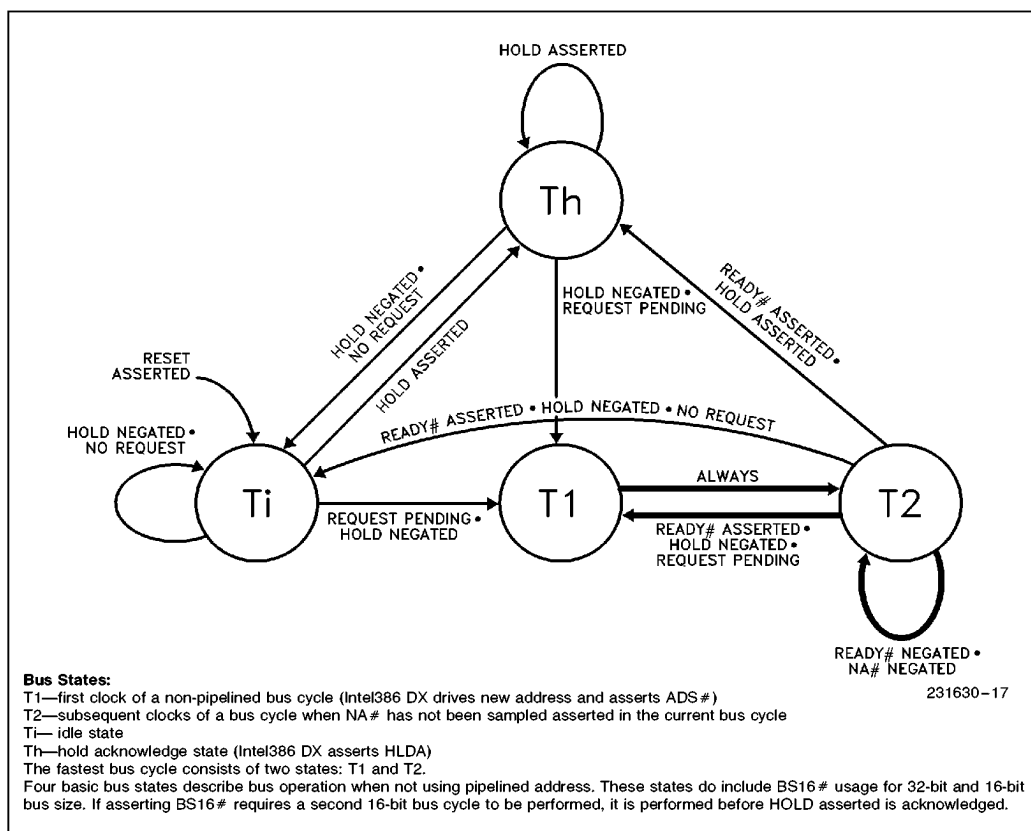 HOLD ASSERTED
Th
HOLD NEGATED•
NO REQUEST
HOLD ASSERTED
HOLD NEGATED•
REQUEST PENDING
READY# ASSERTED•
HOLD ASSERTED
RESET
ASSERTED
HOLD NEGATED•
NO REQUEST
READY# ASSERTED•HOLD NEGATED•NO REQUEST
Ti
REQUEST PENDING•
HOLD NEGATED
T1
ALWAYS
READY# ASSERTED•
HOLD NEGATED•
REQUEST PENDING
T2
READY# NEGATED•
NA# NEGATED
231630-17
Bus States:
T1—first clock of a non-pipelined bus cycle (Intel386 DX drives new address and asserts ADS#)
T2—subsequent clocks of a bus cycle when NA# has not been sampled asserted in the current bus cycle
Ti— idle state
Th—hold acknowledge state (Intel386 DX asserts HLDA)
The fastest bus cycle consists of two states: T1 and T2.
Four basic bus states describe bus operation when not using pipelined address. These states do include BS16# usage for 32-bit and 16-bit
bus size. If asserting BS16# requires a second 16-bit bus cycle to be performed, it is performed before HOLD asserted is acknowledged.